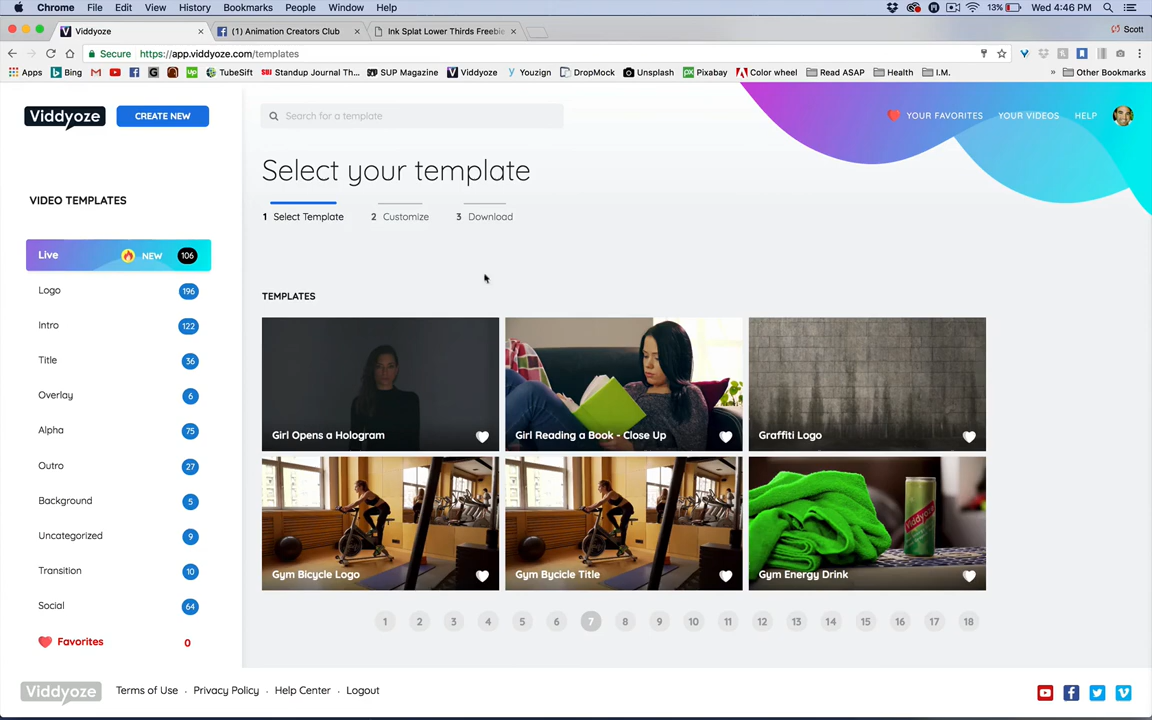 Chrome File Edit View History Bookmarks People Window Help 13% Wed 4:46 PM
Viddyoze (1) Animation Creators Club Ink Splat Lower Thirds Freebie Scott
Secure https://app.viddyoze.com/templates
Apps Bing TubeSift Standup Journal Th... SUP Magazine Viddyoze Youzign DropMock Unsplash Pixabay Color wheel Read ASAP Health I.M. » Other Bookmarks
Viddyoze CREATE NEW Search for a template YOUR FAVORITES YOUR VIDEOS HELP
Select your template
VIDEO TEMPLATES
1 Select Template 2 Customize 3 Download
Live NEW 106
Logo 196
Intro 122
Title 36
Overlay 6
Alpha 75
Outro 27
Background 5
Uncategorized 9
Transition 10
Social 64
Favorites 0
TEMPLATES
Girl Opens a Hologram Girl Reading a Book - Close Up Graffiti Logo
Viddyoze
Gym Bicycle Logo Gym Bycicle Title Gym Energy Drink
1 2 3 4 5 6 7 8 9 10 11 12 13 14 15 16 17 18
Viddyoze Terms of Use . Privacy Policy . Help Center . Logout